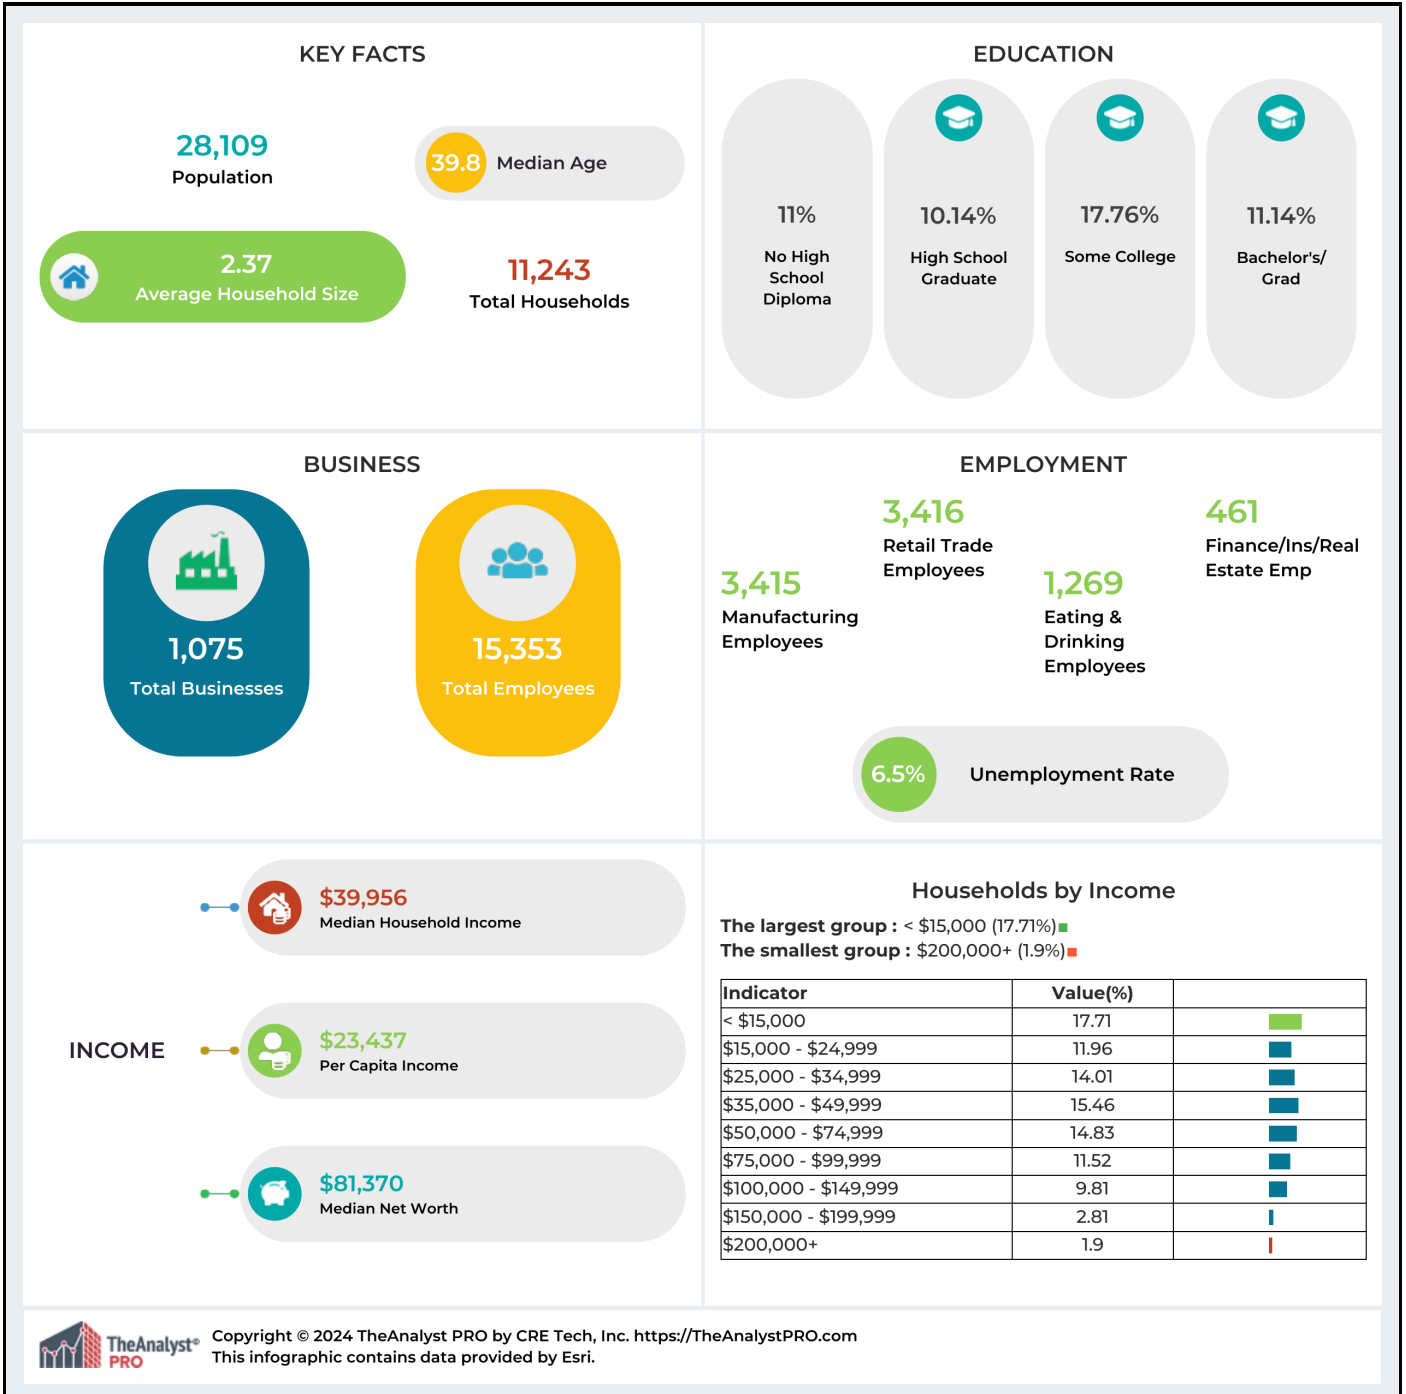 KEY FACTS
28,109
Population
39.8 Median Age
2.37
Average Household Size
11,243
Total Households
EDUCATION
11%
No High
School
Diploma
10.14%
High School
Graduate
17.76%
Some College
11.14%
Bachelor's/
Grad
BUSINESS
1,075
Total Businesses
15,353
Total Employees
EMPLOYMENT
3,415
Manufacturing
Employees
3,416
Retail Trade
Employees
1,269
Eating &
Drinking
Employees
461
Finance/Ins/Real
Estate Emp
6.5% Unemployment Rate
INCOME
$39,956
Median Household Income
$23,437
Per Capita Income
$81,370
Median Net Worth
Households by Income
The largest group : < $15,000 (17.71%)
The smallest group : $200,000+ (1.9%)
Indicator Value(%)
< $15,000 17.71
$15,000 - $24,999 11.96
$25,000 - $34,999 14.01
$35,000 - $49,999 15.46
$50,000 - $74,999 14.83
$75,000 - $99,999 11.52
$100,000 - $149,999 9.81
$150,000 - $199,999 2.81
$200,000+ 1.9
TheAnalyst©
PRO
Copyright © 2024 TheAnalyst PRO by CRE Tech, Inc. https://TheAnalystPRO.com
This infographic contains data provided by Esri.